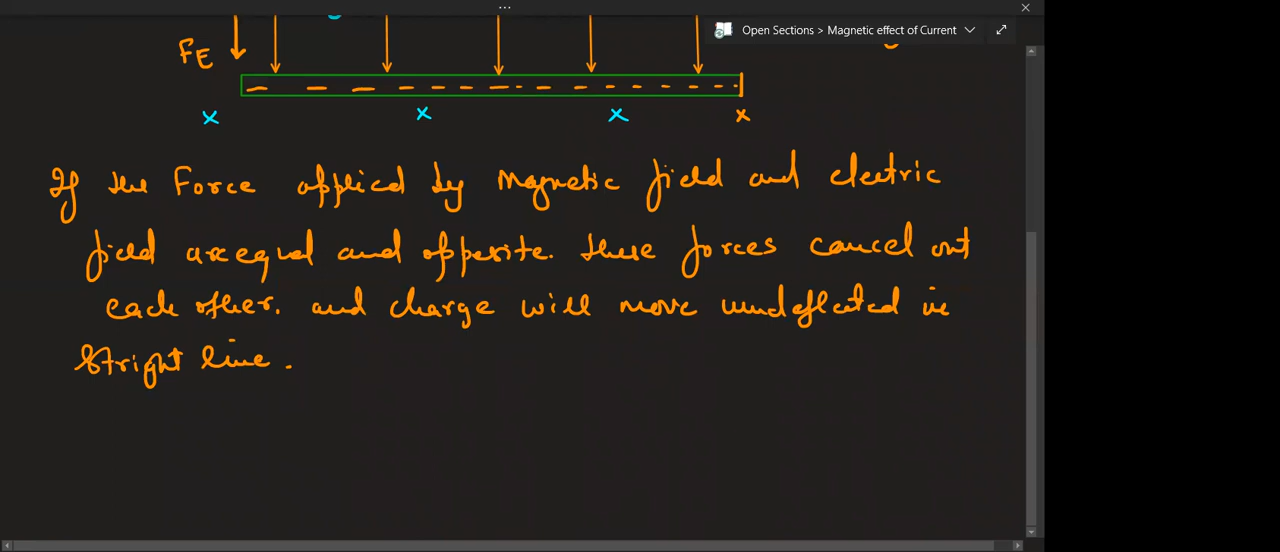 Open Sections > Magnetic effect of Current
FE
x x x x
If the Force applied by Magnetic field and electric
field are equal and opposite. these forces cancel out
each other. and charge will move undeflected in
stright line.